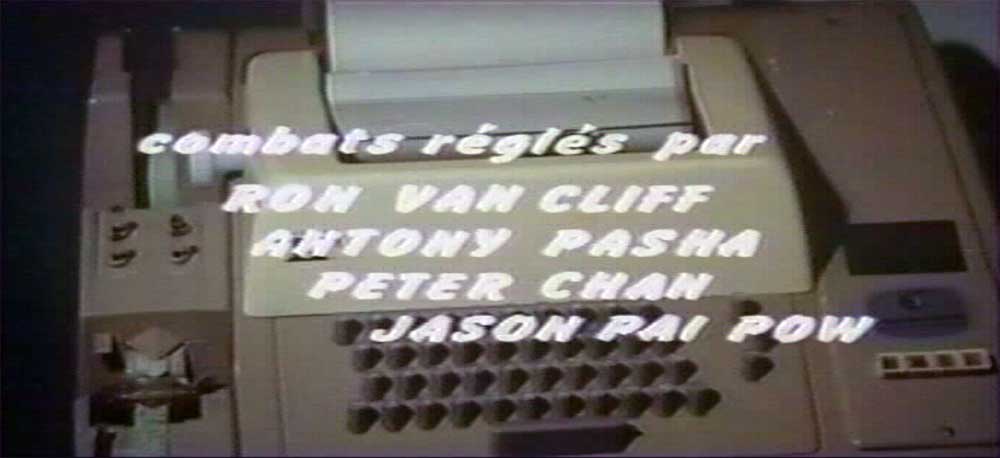 combats réglés par
RON VAN CLIFF
ANTONY PASHA
PETER CHAN
JASON PAI POW